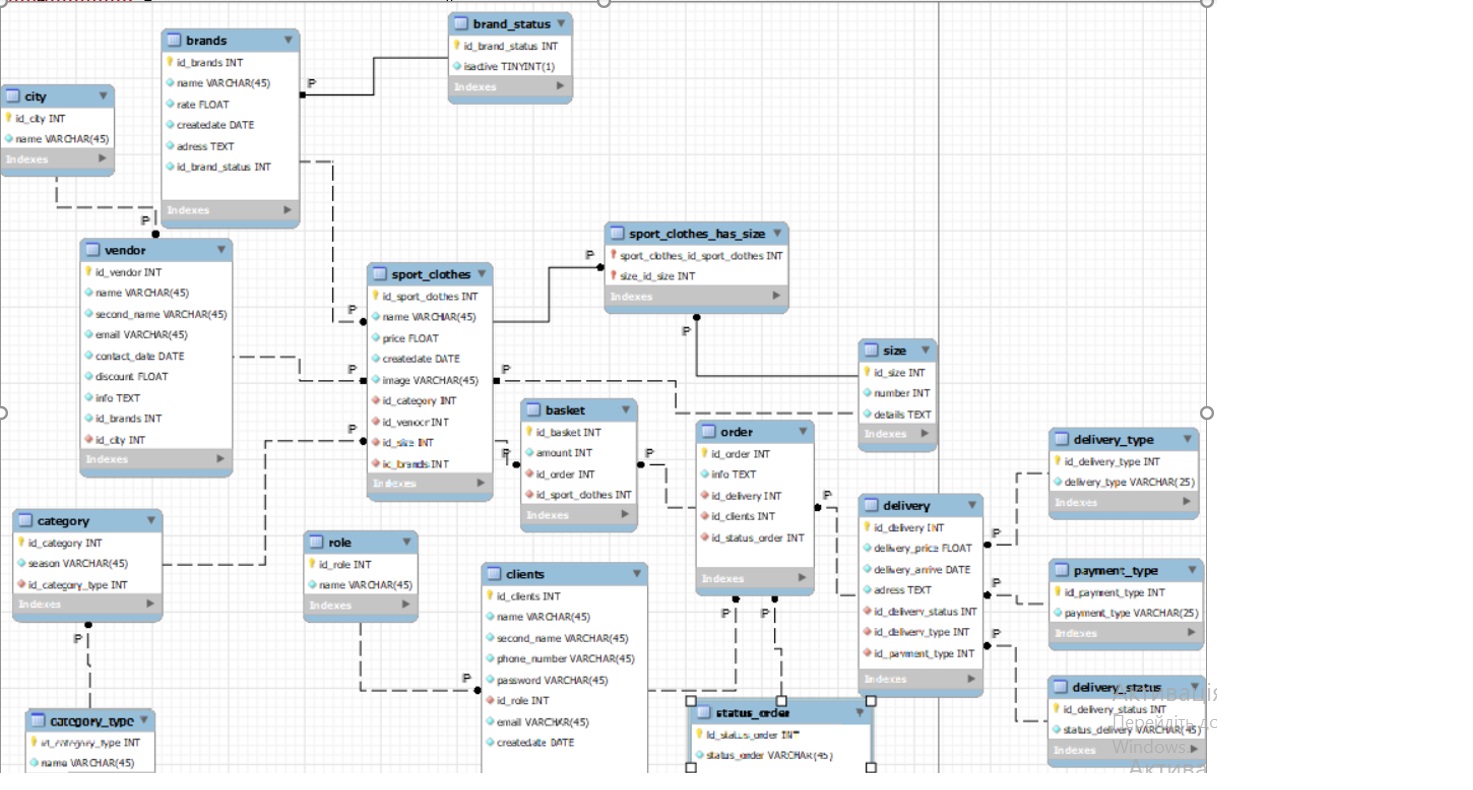 brand_status
id_brand_status INT
isactive TINYINT(1)
Indexes
brands
id_brands INT
name VARCHAR(45)
rate FLOAT
createdate DATE
adress TEXT
id_brand_status INT
Indexes
P
city
id_city INT
name VARCHAR(45)
Indexes
P
vendor
id_vendor INT
name VARCHAR(45)
second_name VARCHAR(45)
email VARCHAR(45)
contact_date DATE
discount FLOAT
info TEXT
id_brands INT
id_city INT
Indexes
sport_clothes_has_size
sport_clothes_id_sport_clothes INT
size_id_size INT
Indexes
P
P
sport_clothes
id_sport_clothes INT
name VARCHAR(45)
price FLOAT
createdate DATE
image VARCHAR(45)
id_category INT
id_vendor INT
id_size INT
id_brands INT
Indexes
P
P
P
P
size
id_size INT
number INT
details TEXT
Indexes
basket
id_basket INT
amount INT
id_order INT
id_sport_clothes INT
Indexes
P
P
order
id_order INT
info TEXT
id_delivery INT
id_clients INT
id_status_order INT
Indexes
P
P
P
delivery_type
id_delivery_type INT
delivery_type VARCHAR(25)
Indexes
delivery
id_delivery INT
delivery_price FLOAT
delivery_arrive DATE
adress TEXT
id_delivery_status INT
id_delivery_type INT
id_payment_type INT
Indexes
P
P
P
category
id_category INT
season VARCHAR(45)
id_category_type INT
Indexes
P
role
id_role INT
name VARCHAR(45)
Indexes
payment_type
id_payment_type INT
payment_type VARCHAR(25)
Indexes
clients
id_clients INT
name VARCHAR(45)
second_name VARCHAR(45)
phone_number VARCHAR(45)
password VARCHAR(45)
id_role INT
email VARCHAR(45)
createdate DATE
P
delivery_status
id_delivery_status INT
status_delivery VARCHAR(45)
Indexes
category_type
id_category_type INT
name VARCHAR(45)
status_order
id_status_order INT
status_order VARCHAR(45)
Активація
Перейдіть до
Windows.